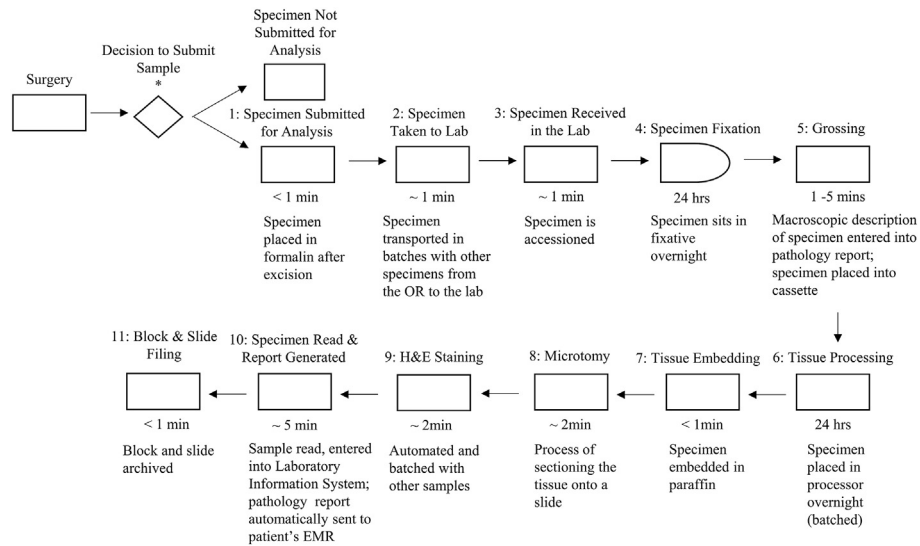 Surgery
Decision to Submit
Sample
*
Specimen Not
Submitted for
Analysis
1: Specimen Submitted
for Analysis
< 1 min
Specimen
placed in
formalin after
excision
2: Specimen
Taken to Lab
~ 1 min
Specimen
transported in
batches with other
specimens from
the OR to the lab
3: Specimen Received
in the Lab
~ 1 min
Specimen is
accessioned
4: Specimen Fixation
24 hrs
Specimen sits in
fixative
overnight
5: Grossing
1 -5 mins
Macroscopic description
of specimen entered into
pathology report;
specimen placed into
cassette
6: Tissue Processing
24 hrs
Specimen
placed in
processor
overnight
(batched)
7: Tissue Embedding
< 1min
Specimen
embedded in
paraffin
8: Microtomy
~ 2min
Process of
sectioning the
tissue onto a
slide
9: H&E Staining
~ 2min
Automated and
batched with
other samples
10: Specimen Read &
Report Generated
~ 5 min
Sample read, entered
into Laboratory
Information System;
pathology report
automatically sent to
patient's EMR
11: Block & Slide
Filing
< 1 min
Block and slide
archived